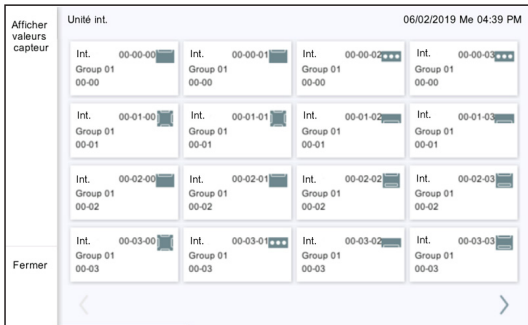 Afficher
valeurs
capteur
Unité int.
06/02/2019 Me 04:39 PM
Int. 00-00-00
Group 01
00-00
Int. 00-00-01
Group 01
00-00
Int. 00-00-02
Group 01
00-00
Int. 00-00-03
Group 01
00-00
Int. 00-01-00
Group 01
00-01
Int. 00-01-01
Group 01
00-01
Int. 00-01-02
Group 01
00-01
Int. 00-01-03
Group 01
00-01
Int. 00-02-00
Group 01
00-02
Int. 00-02-01
Group 01
00-02
Int. 00-02-02
Group 01
00-02
Int. 00-02-03
Group 01
00-02
Int. 00-03-00
Group 01
00-03
Int. 00-03-01
Group 01
00-03
Int. 00-03-02
Group 01
00-03
Int. 00-03-03
Group 01
00-03
Fermer